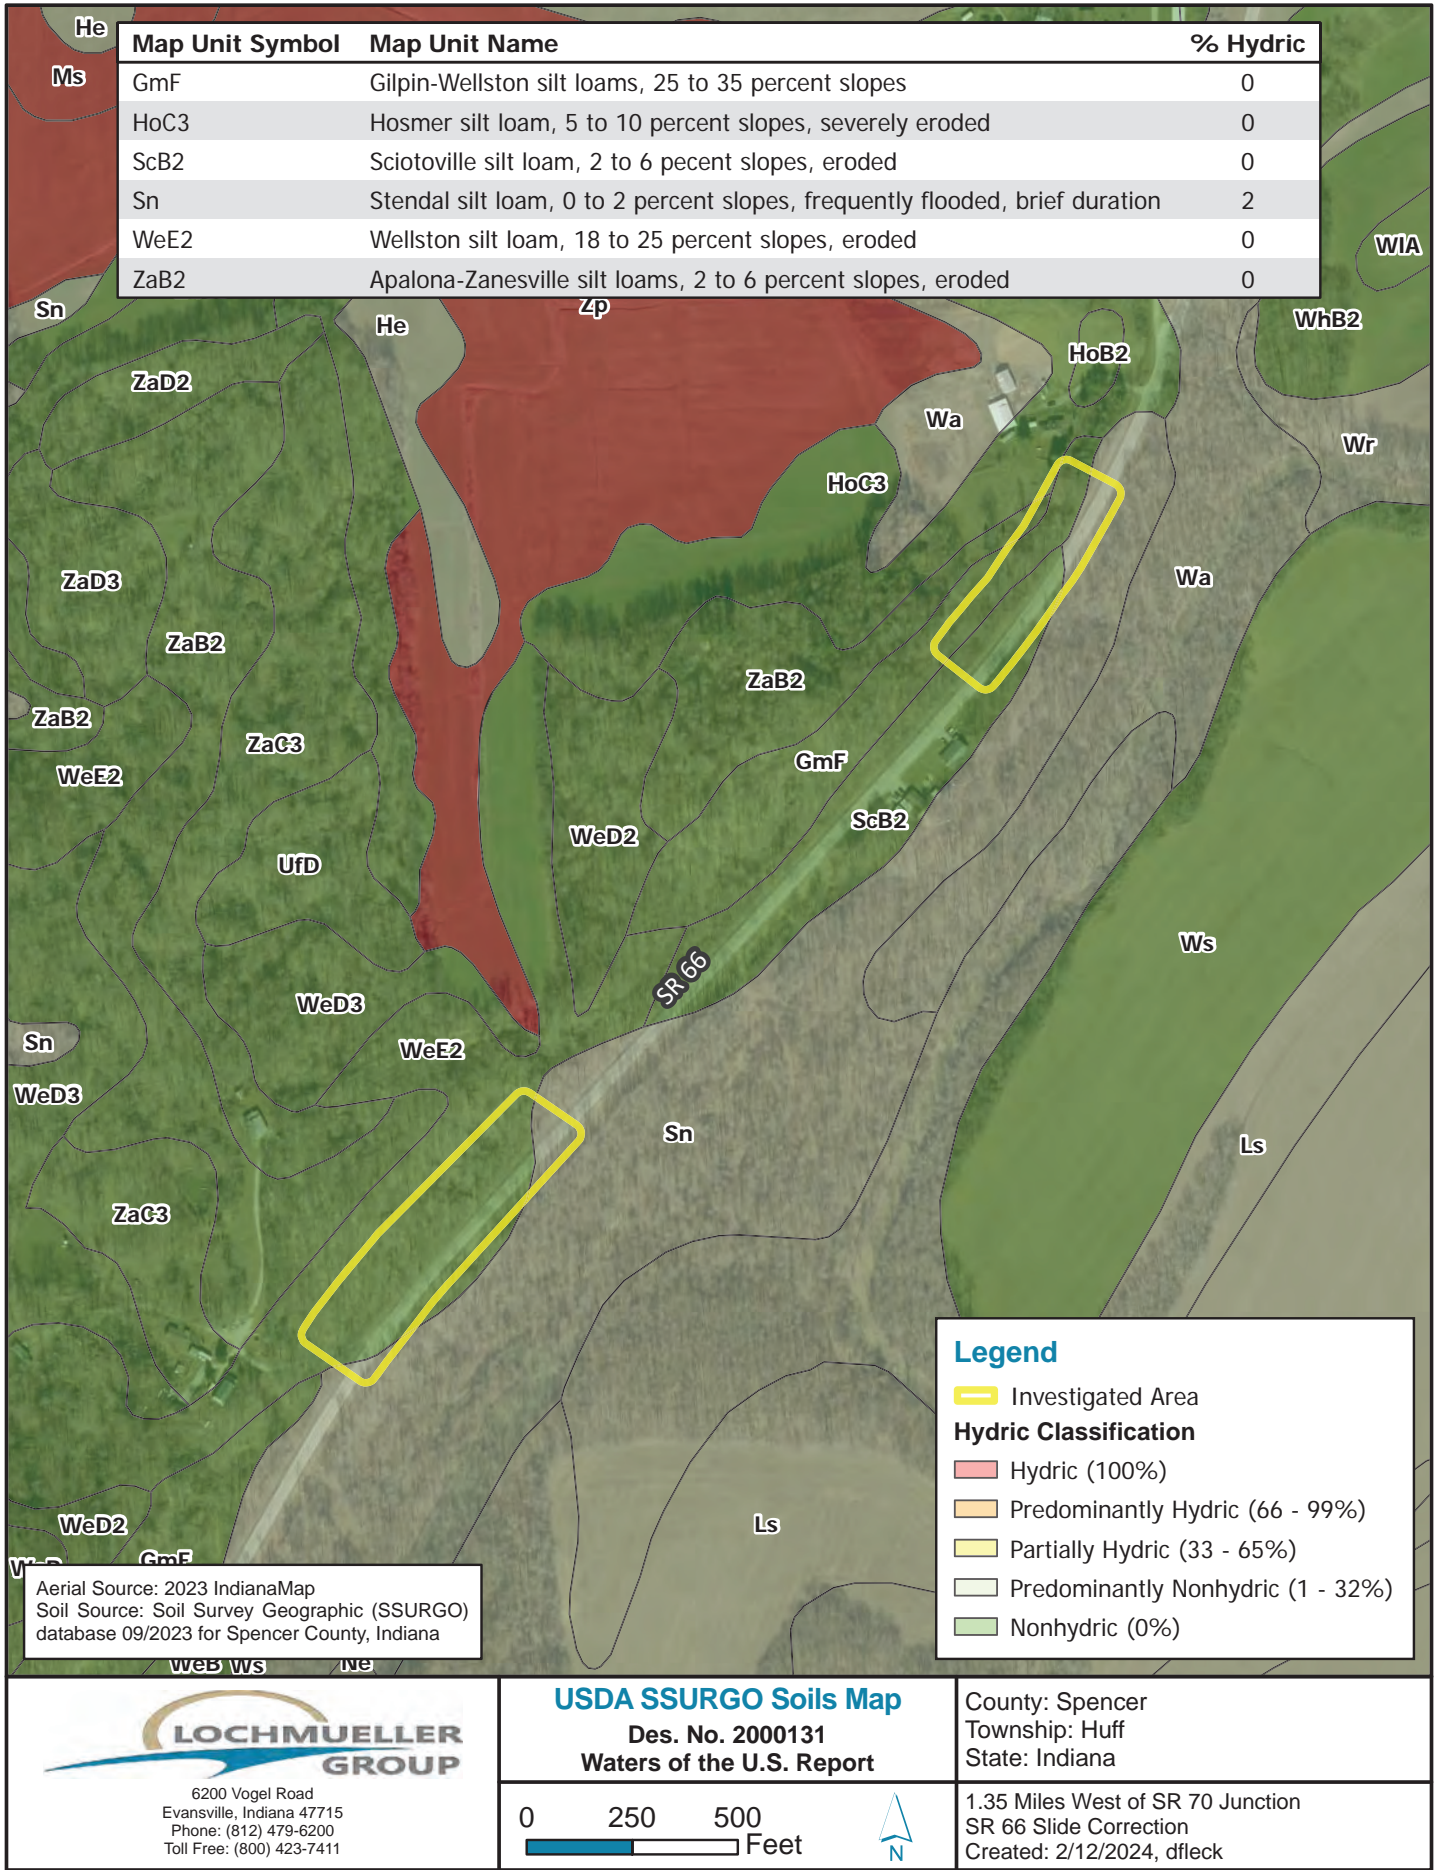 He
Ms
Map Unit Symbol Map Unit Name % Hydric
GmF Gilpin-Wellston silt loams, 25 to 35 percent slopes 0
HoC3 Hosmer silt loam, 5 to 10 percent slopes, severely eroded 0
ScB2 Sciotoville silt loam, 2 to 6 pecent slopes, eroded 0
Sn Stendal silt loam, 0 to 2 percent slopes, frequently flooded, brief duration 2
WeE2 Wellston silt loam, 18 to 25 percent slopes, eroded 0
ZaB2 Apalona-Zanesville silt loams, 2 to 6 percent slopes, eroded 0
WlA
Sn
He
Zp
WhB2
HoB2
ZaD2
Wa
Wr
HoC3
ZaD3
Wa
ZaB2
ZaB2
ZaB2
ZaC3
GmF
WeE2
ScB2
WeD2
UfD
Ws
SR 66
WeD3
Sn
WeE2
WeD3
Sn
Ls
ZaC3
Ls
WeD2
GmF
WeB Ws Ne
Legend
Investigated Area
Hydric Classification
Hydric (100%)
Predominantly Hydric (66 - 99%)
Partially Hydric (33 - 65%)
Predominantly Nonhydric (1 - 32%)
Nonhydric (0%)
Aerial Source: 2023 IndianaMap
Soil Source: Soil Survey Geographic (SSURGO)
database 09/2023 for Spencer County, Indiana
LOCHMUELLER
GROUP
6200 Vogel Road
Evansville, Indiana 47715
Phone: (812) 479-6200
Toll Free: (800) 423-7411
USDA SSURGO Soils Map
Des. No. 2000131
Waters of the U.S. Report
0 250 500
Feet
N
County: Spencer
Township: Huff
State: Indiana
1.35 Miles West of SR 70 Junction
SR 66 Slide Correction
Created: 2/12/2024, dfleck